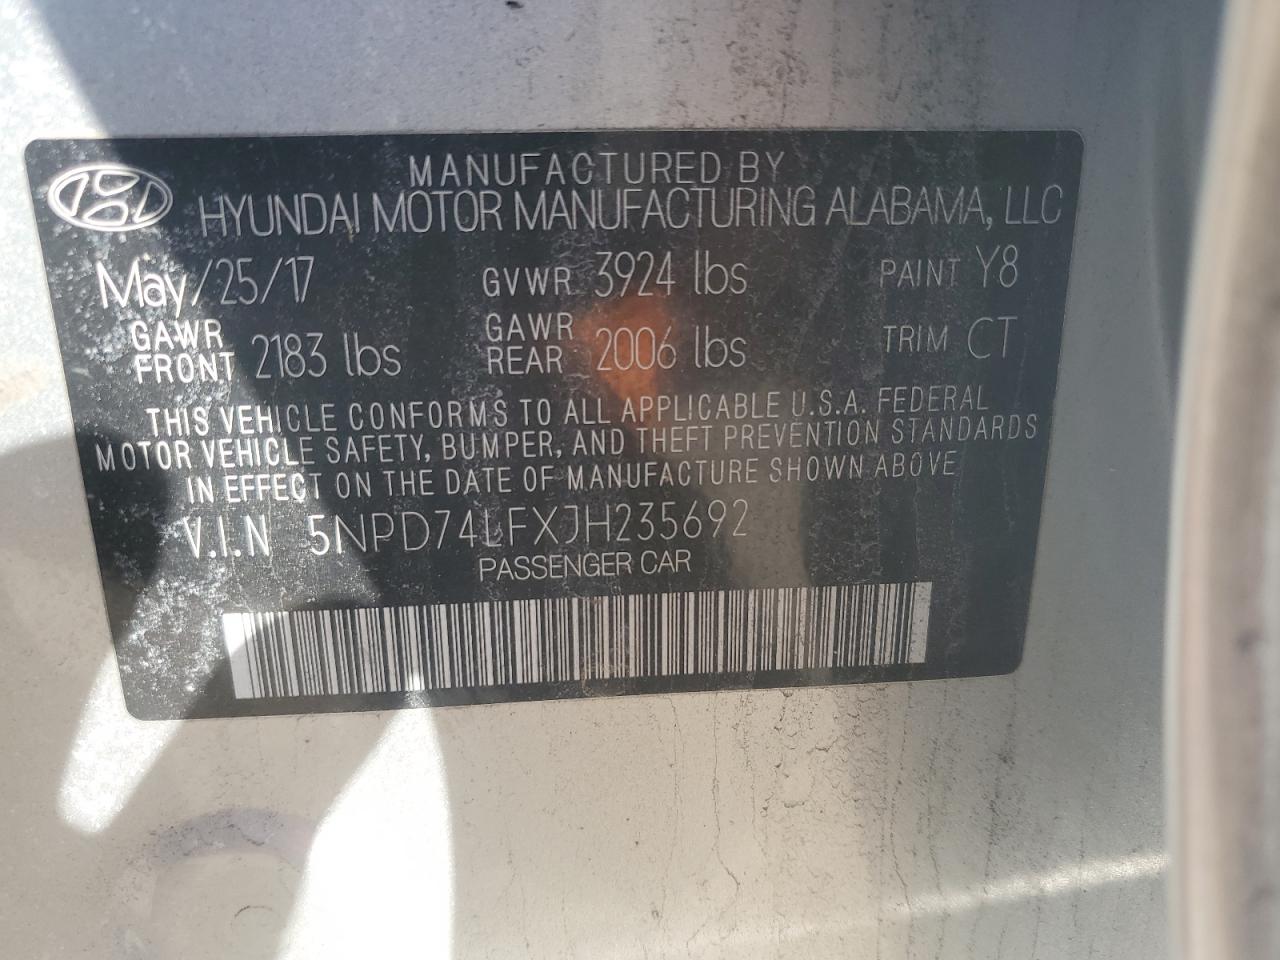 MANUFACTURED BY
HYUNDAI MOTOR MANUFACTURING ALABAMA, LLC
May/25/17 GVWR 3924 lbs PAINT Y8
GAWR FRONT 2183 lbs GAWR REAR 2006 lbs TRIM CT
THIS VEHICLE CONFORMS TO ALL APPLICABLE U.S.A. FEDERAL
MOTOR VEHICLE SAFETY, BUMPER, AND THEFT PREVENTION STANDARDS
IN EFFECT ON THE DATE OF MANUFACTURE SHOWN ABOVE
V.I.N 5NPD74LFXJH235692
PASSENGER CAR